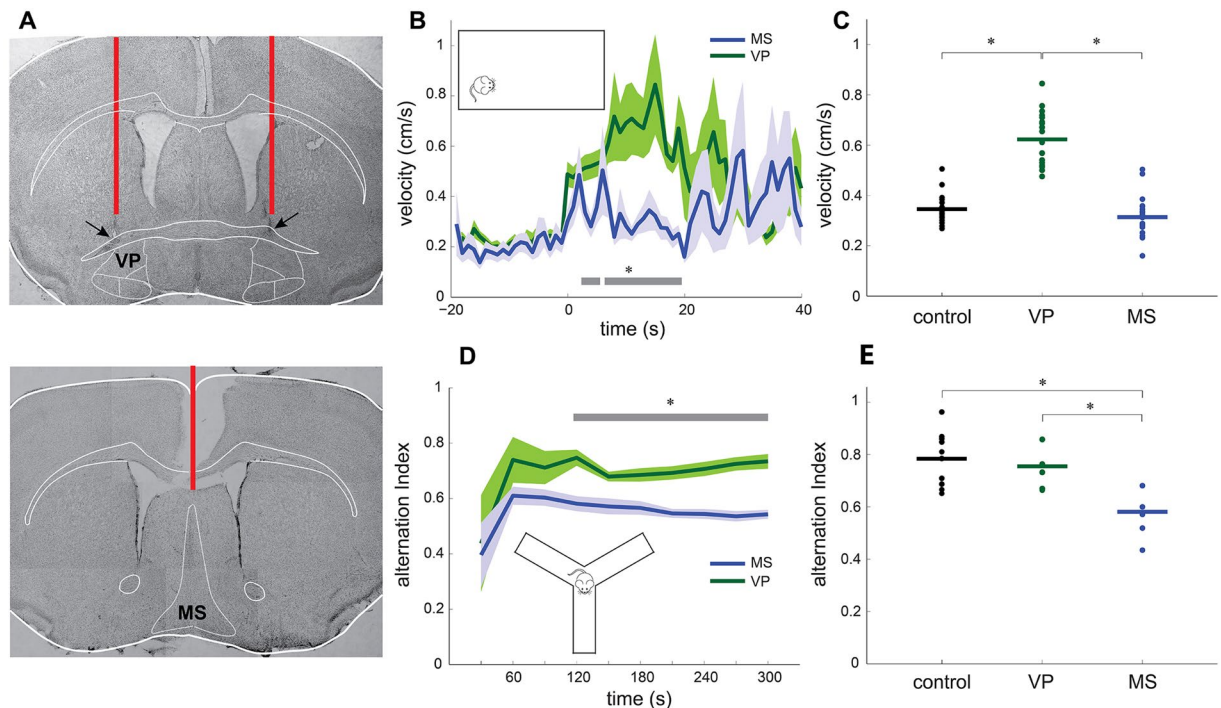 A
VP
MS
B
MS
VP
velocity (cm/s)
1
0.8
0.6
0.4
0.2
0
*
−20
0
20
40
time (s)
C
* *
velocity (cm/s)
1
0.8
0.6
0.4
0.2
0
control VP MS
D
*
alternation Index
1
0.8
0.6
0.4
0.2
0
MS
VP
60 120 180 240 300
time (s)
E
*
*
alternation Index
1
0.8
0.6
0.4
0.2
0
control VP MS